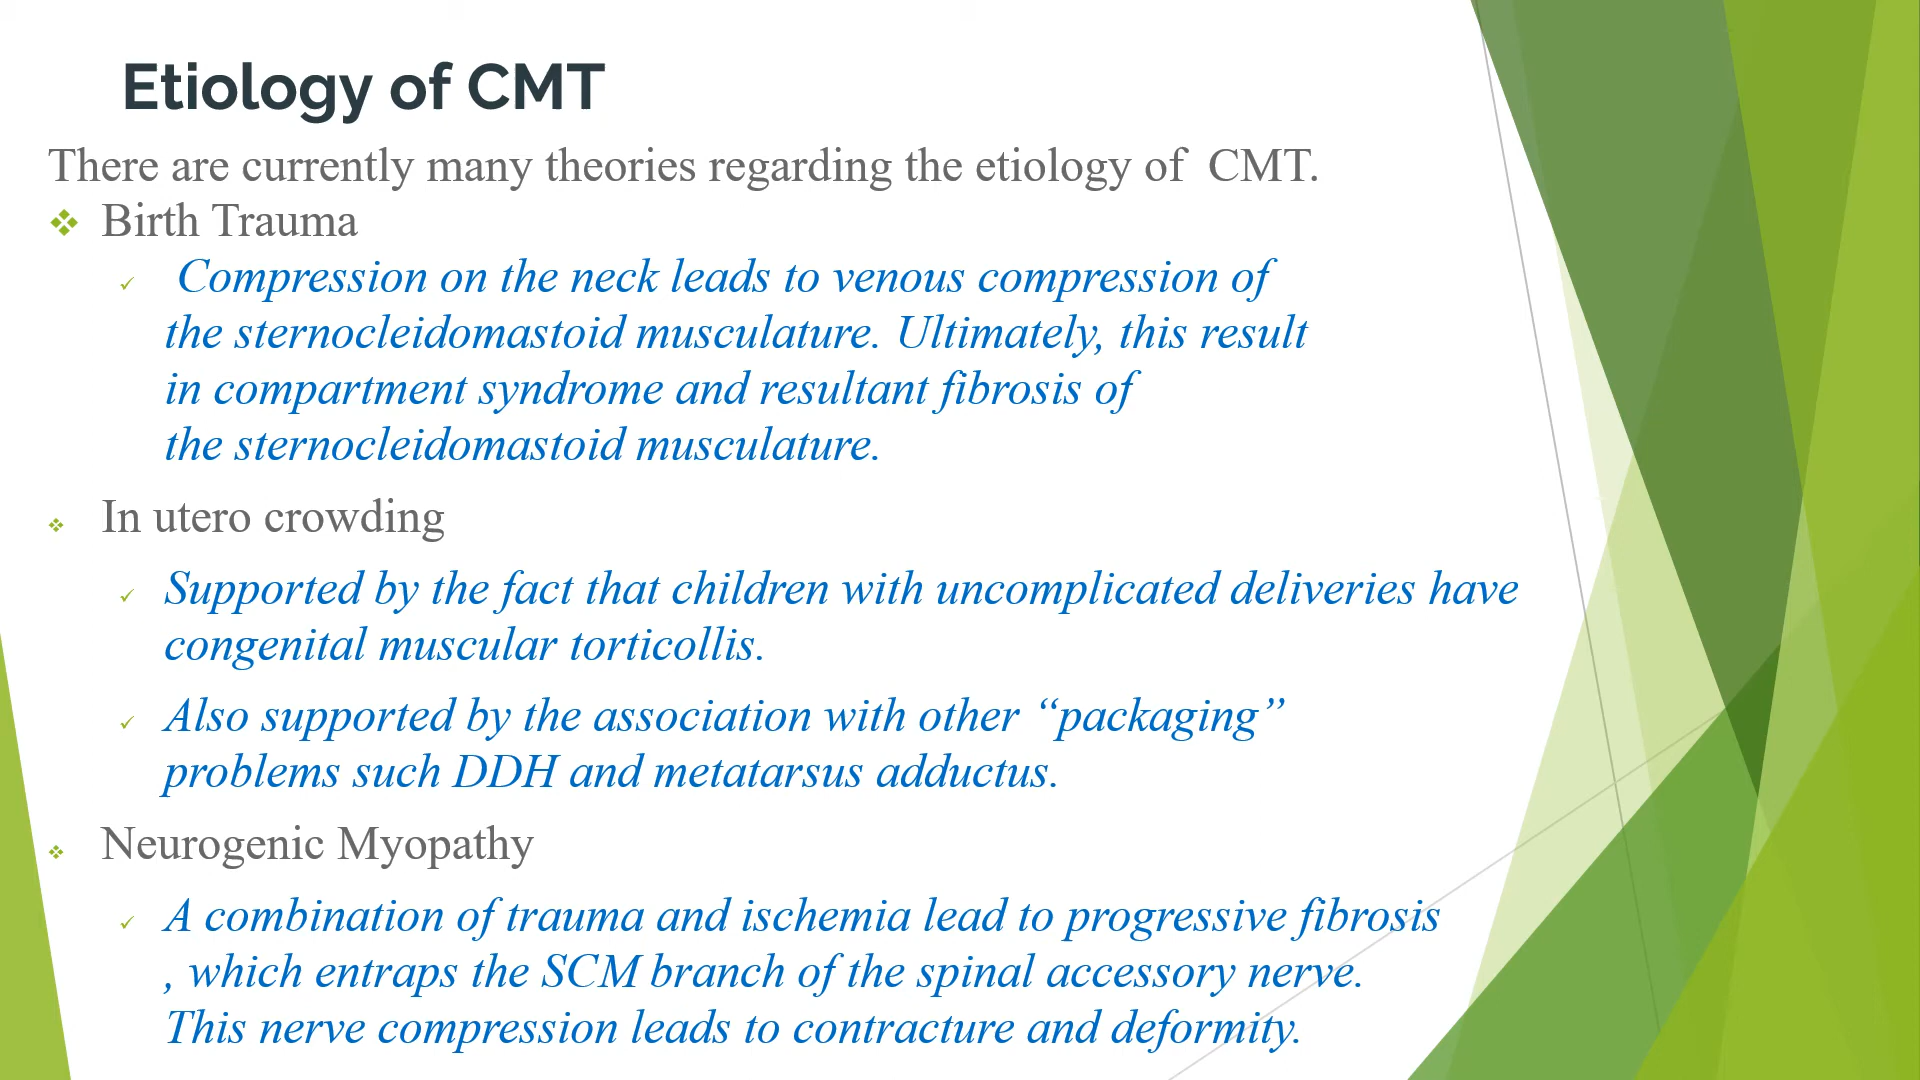 Etiology of CMT
There are currently many theories regarding the etiology of CMT.
❖ Birth Trauma
✓ Compression on the neck leads to venous compression of
the sternocleidomastoid musculature. Ultimately, this result
in compartment syndrome and resultant fibrosis of
the sternocleidomastoid musculature.
❖ In utero crowding
✓ Supported by the fact that children with uncomplicated deliveries have
congenital muscular torticollis.
✓ Also supported by the association with other “packaging”
problems such DDH and metatarsus adductus.
❖ Neurogenic Myopathy
✓ A combination of trauma and ischemia lead to progressive fibrosis
, which entraps the SCM branch of the spinal accessory nerve.
This nerve compression leads to contracture and deformity.